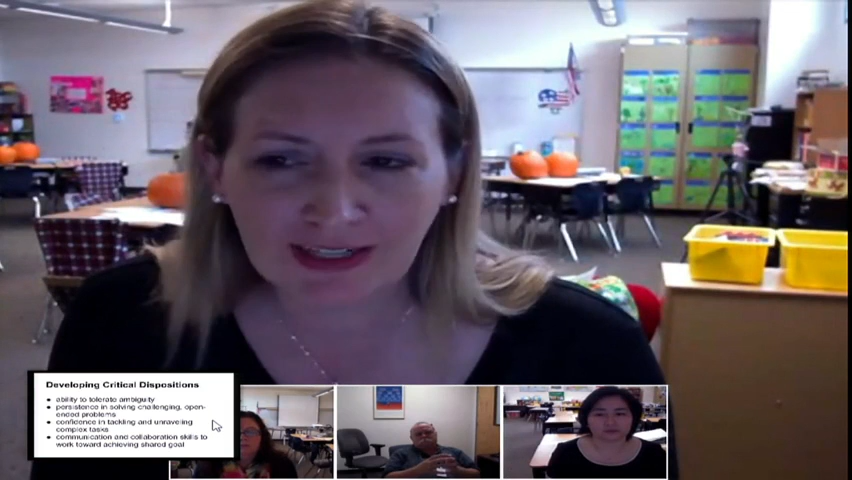 Developing Critical Dispositions
● ability to tolerate ambiguity
● persistence in solving challenging, open-
ended problems
● confidence in tackling and unraveling
complex tasks
● communication and collaboration skills to
work toward achieving shared goal